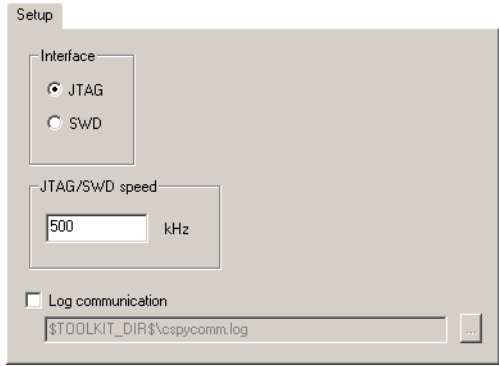 Setup
Interface
JTAG
SWD
JTAG/SWD speed
500 kHz
Log communication
$TOOLKIT_DIR$\cspycomm.log ...